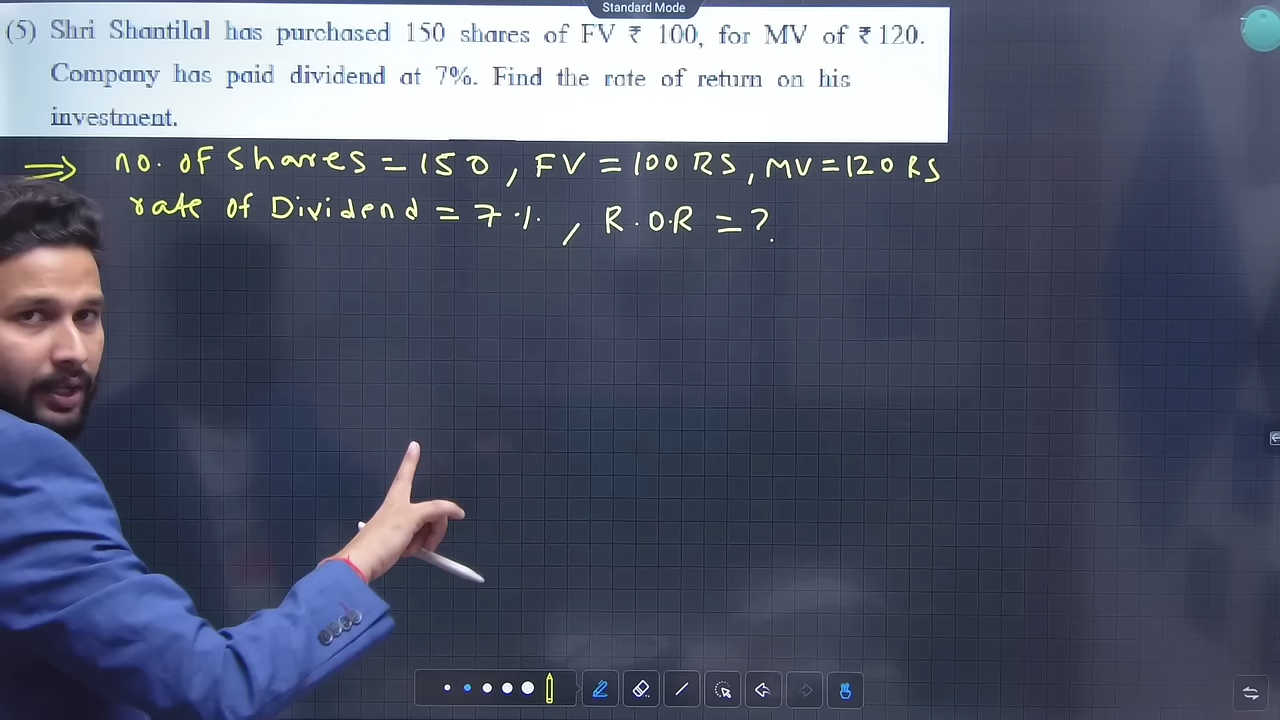 Standard Mode
(5) Shri Shantilal has purchased 150 shares of FV ₹ 100, for MV of ₹ 120.
Company has paid dividend at 7%. Find the rate of return on his
investment.
⇒ no. of shares = 150, FV = 100 RS, MV = 120 RS
rate of Dividend = 7%, R.O.R = ?